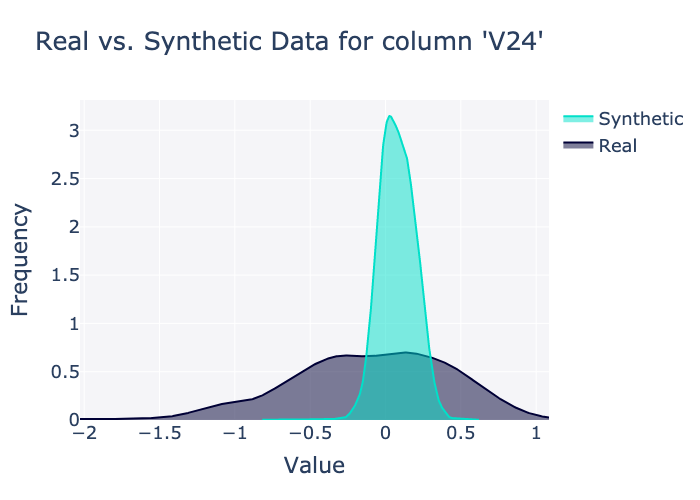 Real vs. Synthetic Data for column 'V24'
Synthetic
Real
3
2.5
2
1.5
1
0.5
0
Frequency
−2
−1.5
−1
−0.5
0
0.5
1
Value